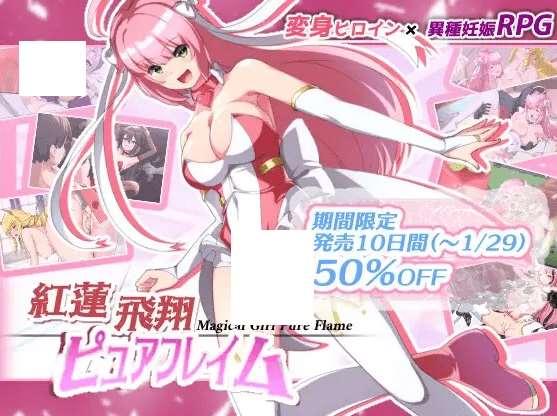 変身ヒロイン×異種妊娠RPG
期間限定
発売10日間(～1/29)
50%OFF
紅蓮飛翔
Magical Girl Pure Flame
ピュアフレイム